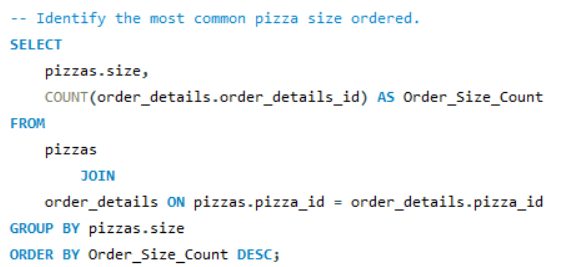 -- Identify the most common pizza size ordered.
SELECT
pizzas.size,
COUNT(order_details.order_details_id) AS Order_Size_Count
FROM
pizzas
JOIN
order_details ON pizzas.pizza_id = order_details.pizza_id
GROUP BY pizzas.size
ORDER BY Order_Size_Count DESC;